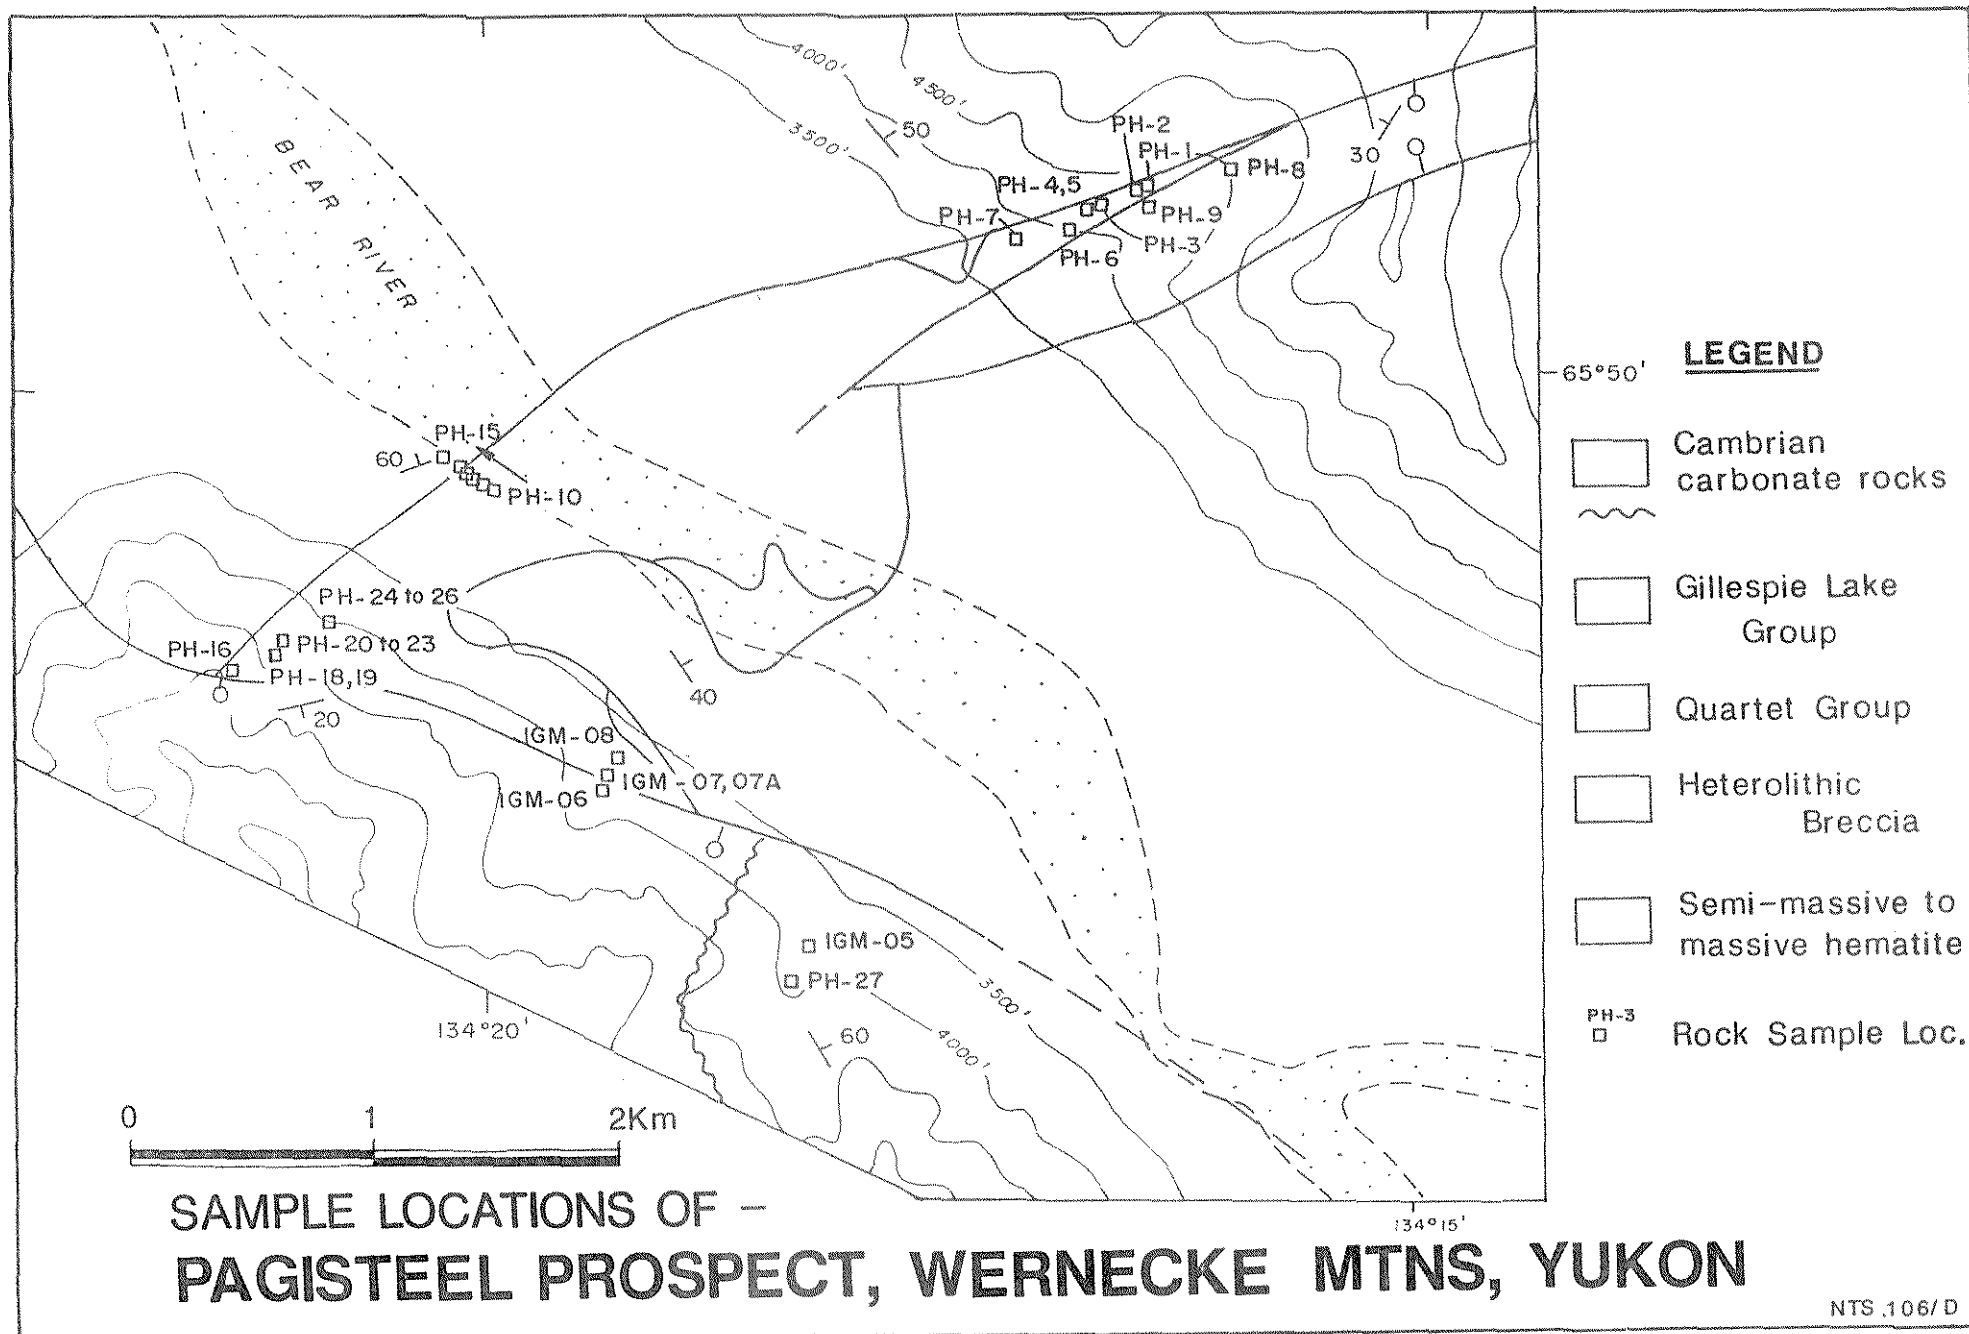 4000'
4500'
3500'
50
PH-2
PH-1
PH-8
30
PH-4,5
PH-7
PH-9
PH-3
PH-6
BEAR RIVER
65°50'
PH-15
60
PH-10
PH-24 to 26
PH-20 to 23
PH-16
PH-18,19
20
40
IGM-08
IGM-07,07A
IGM-06
IGM-05
PH-27
3500'
60
4000'
134°20'
134°15'
LEGEND
Cambrian
carbonate rocks
Gillespie Lake
Group
Quartet Group
Heterolithic
Breccia
Semi-massive to
massive hematite
PH-3
Rock Sample Loc.
0 1 2Km
SAMPLE LOCATIONS OF –
PAGISTEEL PROSPECT, WERNECKE MTNS, YUKON
NTS .106/D